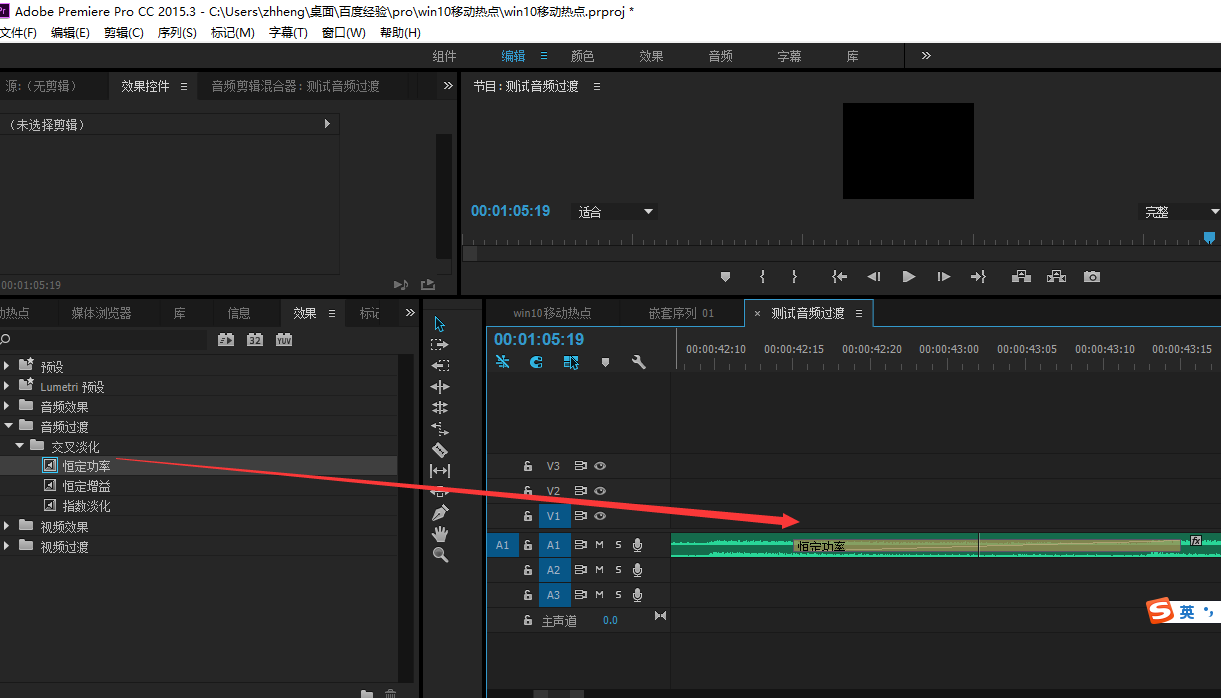 Adobe Premiere Pro CC 2015.3 - C:\Users\zhheng\桌面\百度经验\pro\win10移动热点\win10移动热点.prproj *
文件(F) 编辑(E) 剪辑(C) 序列(S) 标记(M) 字幕(T) 窗口(W) 帮助(H)
组件 编辑 颜色 效果 音频 字幕 库
源:（无剪辑） 效果控件 音频剪辑混合器：测试音频过渡
节目：测试音频过渡
（未选择剪辑）
00:01:05:19 适合 完整
00:01:05:19
动热点 媒体浏览器 库 信息 效果 标记
win10移动热点 嵌套序列 01 × 测试音频过渡
00:01:05:19
32 YUV
00:00:42:10 00:00:42:15 00:00:42:20 00:00:43:00 00:00:43:05 00:00:43:10 00:00:43:15
预设
Lumetri 预设
音频效果
音频过渡
交叉淡化
恒定功率
恒定增益
指数淡化
视频效果
视频过渡
V3
V2
V1
A1 A1 M S 恒定功率 fx
A2 M S
A3 M S
主声道 0.0
S 英